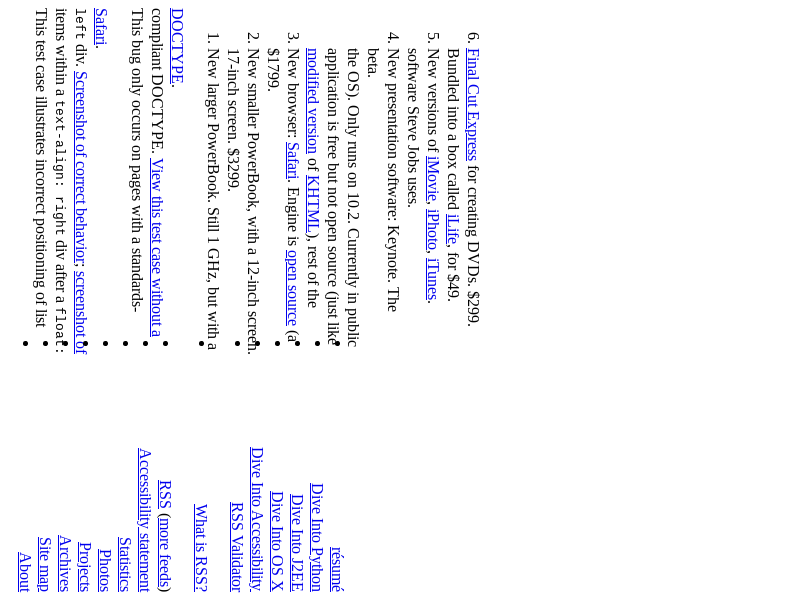 This test case illustrates incorrect positioning of list
items within a text-align: right div after a float:
left div. Screenshot of correct behavior; screenshot of
Safari.
This bug only occurs on pages with a standards-
compliant DOCTYPE. View this test case without a
DOCTYPE.
1. New larger PowerBook. Still 1 GHz, but with a
17-inch screen. $3299.
2. New smaller PowerBook, with a 12-inch screen.
$1799.
3. New browser: Safari. Engine is open source (a
modified version of KHTML), rest of the
application is free but not open source (just like
the OS). Only runs on 10.2. Currently in public
beta.
4. New presentation software: Keynote. The
software Steve Jobs uses.
5. New versions of iMovie, iPhoto, iTunes.
Bundled into a box called iLife, for $49.
6. Final Cut Express for creating DVDs. $299.
About
Site map
Archives
Projects
Photos
Statistics
Accessibility statement
RSS (more feeds)
What is RSS?
RSS Validator
Dive Into Accessibility
Dive Into OS X
Dive Into J2EE
Dive Into Python
résumé